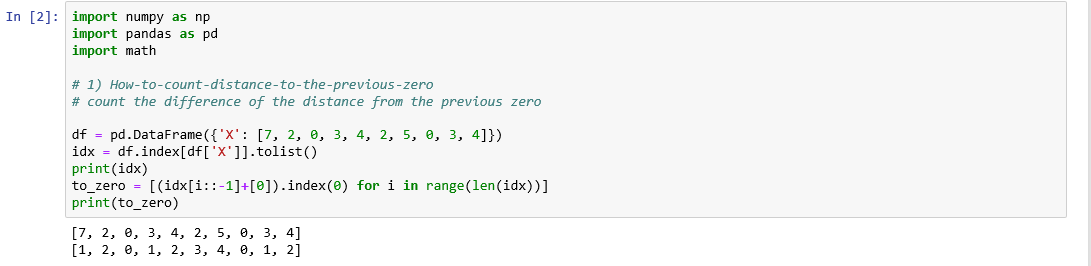 In [2]: import numpy as np
import pandas as pd
import math
# 1) How-to-count-distance-to-the-previous-zero
# count the difference of the distance from the previous zero
df = pd.DataFrame({'X': [7, 2, 0, 3, 4, 2, 5, 0, 3, 4]})
idx = df.index[df['X']].tolist()
print(idx)
to_zero = [(idx[i::-1]+[0]).index(0) for i in range(len(idx))]
print(to_zero)
[7, 2, 0, 3, 4, 2, 5, 0, 3, 4]
[1, 2, 0, 1, 2, 3, 4, 0, 1, 2]